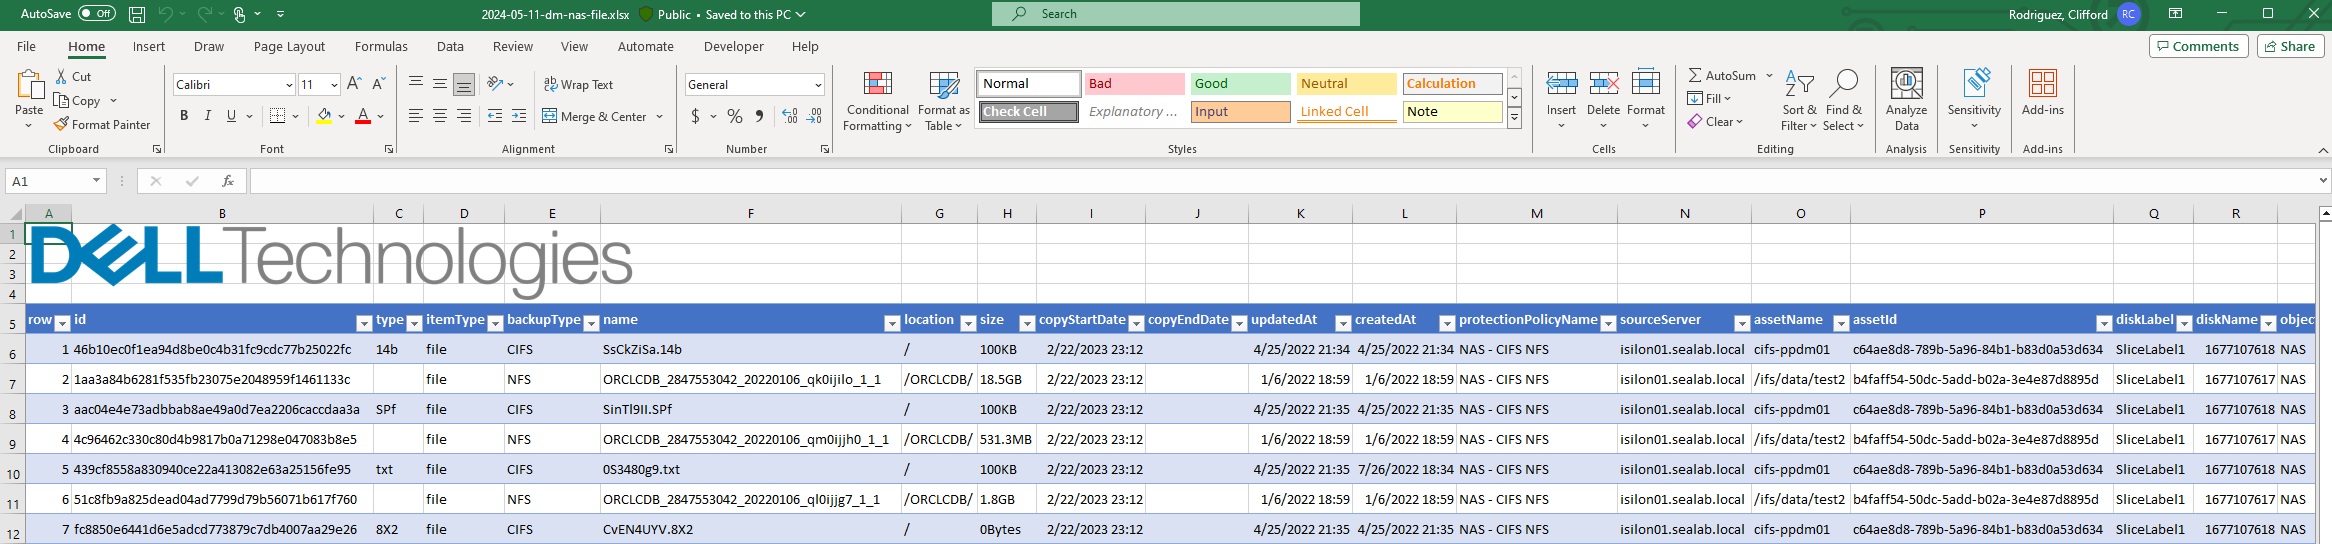 AutoSave Off 2024-05-11-dm-nas-file.xlsx Public • Saved to this PC Search Rodriguez, Clifford RC
File Home Insert Draw Page Layout Formulas Data Review View Automate Developer Help Comments Share
Paste Cut Copy Format Painter Clipboard
Calibri 11 B I U A A A Font
ab Wrap Text Merge & Center Alignment
General $ % Number
Conditional Formatting Format as Table Normal Bad Good Neutral Calculation
Check Cell Explanatory ... Input Linked Cell Note Styles
Insert Delete Format Cells
AutoSum Fill Clear Sort & Filter Find & Select Editing
Analyze Data Analysis
Sensitivity Sensitivity
Add-ins Add-ins
A1 fx
A B C D E F G H I J K L M N O P Q R
1 DELL Technologies
2
3
4
5 row id type itemType backupType name location size copyStartDate copyEndDate updatedAt createdAt protectionPolicyName sourceServer assetName assetId diskLabel diskName object
6 1 46b10ec0f1ea94d8be0c4b31fc9cdc77b25022fc 14b file CIFS SsCkZiSa.14b / 100KB 2/22/2023 23:12 4/25/2022 21:34 4/25/2022 21:34 NAS - CIFS NFS isilon01.sealab.local cifs-ppdm01 c64ae8d8-789b-5a96-84b1-b83d0a53d634 SliceLabel1 1677107618 NAS
7 2 1aa3a84b6281f535fb23075e2048959f1461133c file NFS ORCLCDB_2847553042_20220106_qk0ijilo_1_1 /ORCLCDB/ 18.5GB 2/22/2023 23:12 1/6/2022 18:59 1/6/2022 18:59 NAS - CIFS NFS isilon01.sealab.local /ifs/data/test2 b4faff54-50dc-5add-b02a-3e4e87d8895d SliceLabel1 1677107617 NAS
8 3 aac04e4e73adbbab8ae49a0d7ea2206caccdaa3a SPf file CIFS SinTl9II.SPf / 100KB 2/22/2023 23:12 4/25/2022 21:35 4/25/2022 21:35 NAS - CIFS NFS isilon01.sealab.local cifs-ppdm01 c64ae8d8-789b-5a96-84b1-b83d0a53d634 SliceLabel1 1677107618 NAS
9 4 4c96462c330c80d4b9817b0a71298e047083b8e5 file NFS ORCLCDB_2847553042_20220106_qm0ijjh0_1_1 /ORCLCDB/ 531.3MB 2/22/2023 23:12 1/6/2022 18:59 1/6/2022 18:59 NAS - CIFS NFS isilon01.sealab.local /ifs/data/test2 b4faff54-50dc-5add-b02a-3e4e87d8895d SliceLabel1 1677107617 NAS
10 5 439cf8558a830940ce22a413082e63a25156fe95 txt file CIFS 0S3480g9.txt / 100KB 2/22/2023 23:12 4/25/2022 21:35 7/26/2022 18:34 NAS - CIFS NFS isilon01.sealab.local cifs-ppdm01 c64ae8d8-789b-5a96-84b1-b83d0a53d634 SliceLabel1 1677107618 NAS
11 6 51c8fb9a825dead04ad7799d79b56071b617f760 file NFS ORCLCDB_2847553042_20220106_ql0ijjg7_1_1 /ORCLCDB/ 1.8GB 2/22/2023 23:12 1/6/2022 18:59 1/6/2022 18:59 NAS - CIFS NFS isilon01.sealab.local /ifs/data/test2 b4faff54-50dc-5add-b02a-3e4e87d8895d SliceLabel1 1677107617 NAS
12 7 fc8850e6441d6e5adcd773879c7db4007aa29e26 8X2 file CIFS CvEN4UYV.8X2 / 0Bytes 2/22/2023 23:12 4/25/2022 21:35 4/25/2022 21:35 NAS - CIFS NFS isilon01.sealab.local cifs-ppdm01 c64ae8d8-789b-5a96-84b1-b83d0a53d634 SliceLabel1 1677107618 NAS